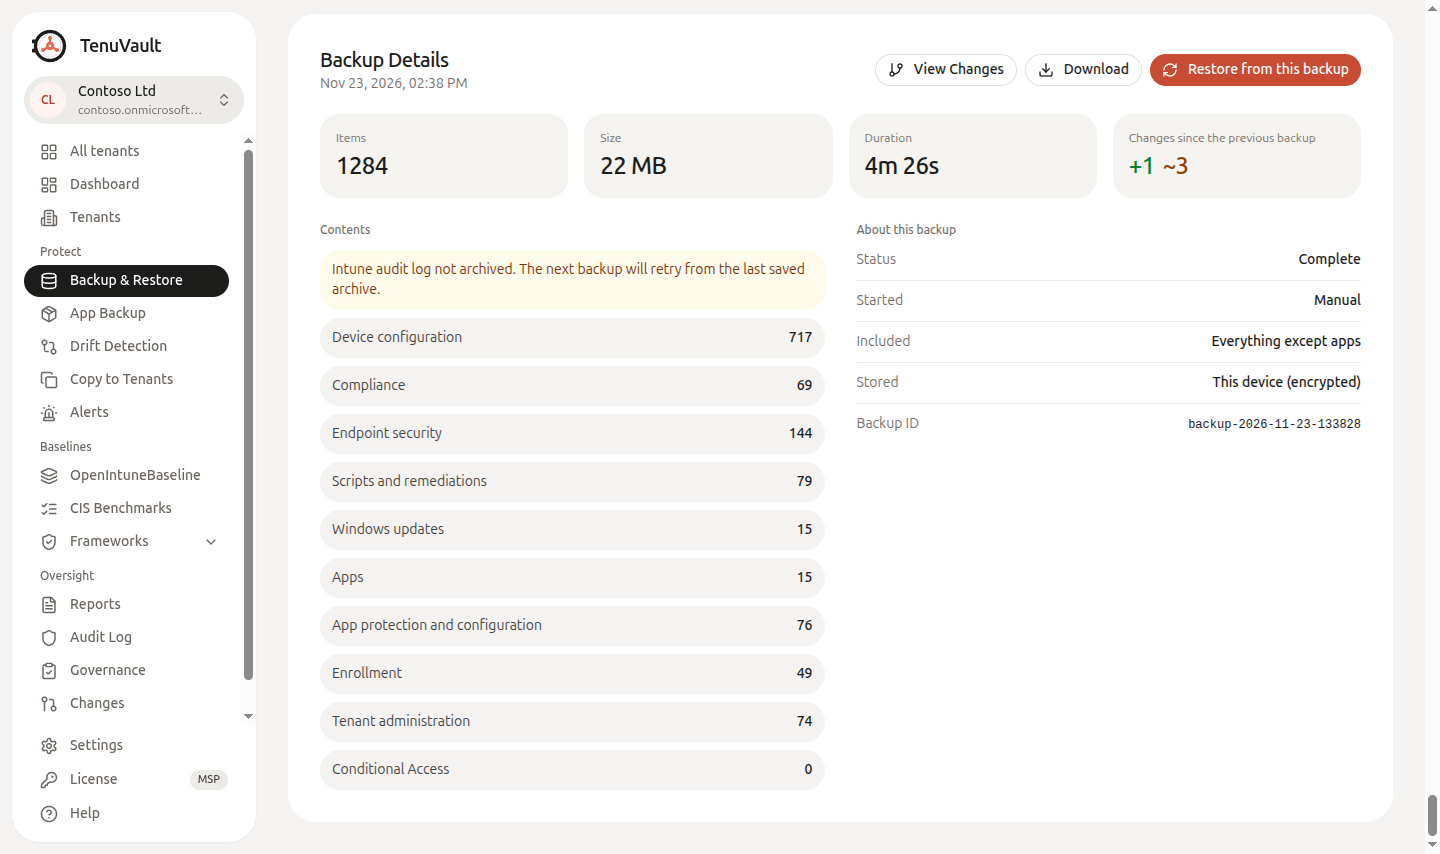 TenuVault
CL
Contoso Ltd
contoso.onmicrosoft...
All tenants
Dashboard
Tenants
Protect
Backup & Restore
App Backup
Drift Detection
Copy to Tenants
Alerts
Baselines
OpenIntuneBaseline
CIS Benchmarks
Frameworks
Oversight
Reports
Audit Log
Governance
Changes
Settings
License MSP
Help
Backup Details
Nov 23, 2026, 02:38 PM
View Changes
Download
Restore from this backup
Items
1284
Size
22 MB
Duration
4m 26s
Changes since the previous backup
+1 ~3
Contents
Intune audit log not archived. The next backup will retry from the last saved
archive.
Device configuration 717
Compliance 69
Endpoint security 144
Scripts and remediations 79
Windows updates 15
Apps 15
App protection and configuration 76
Enrollment 49
Tenant administration 74
Conditional Access 0
About this backup
Status Complete
Started Manual
Included Everything except apps
Stored This device (encrypted)
Backup ID backup-2026-11-23-133828